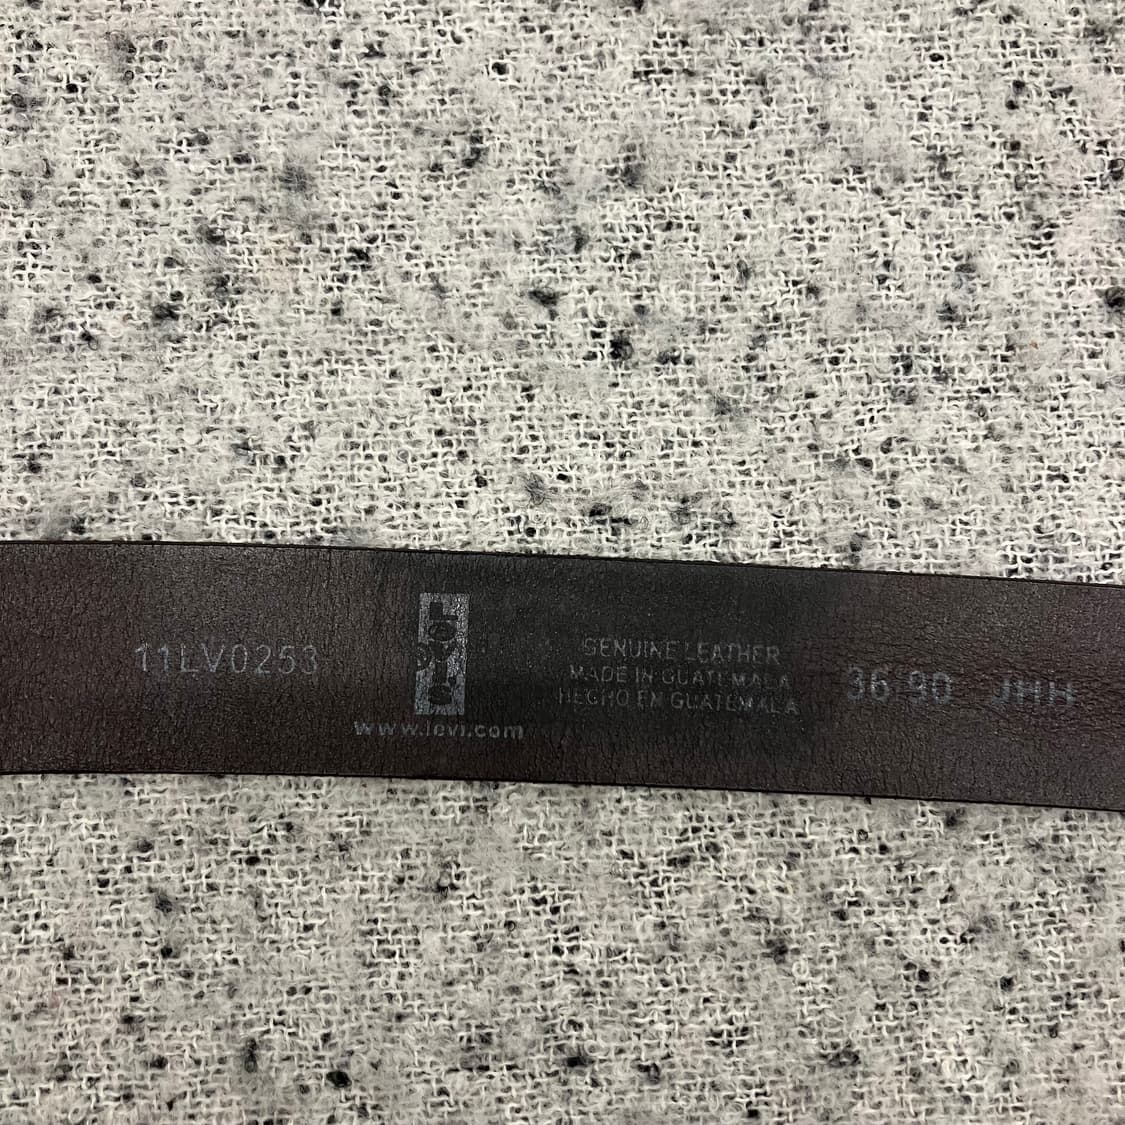 11LV0253
Levi's
www.levi.com
GENUINE LEATHER
MADE IN GUATEMALA
HECHO EN GUATEMALA
36 90 JHH